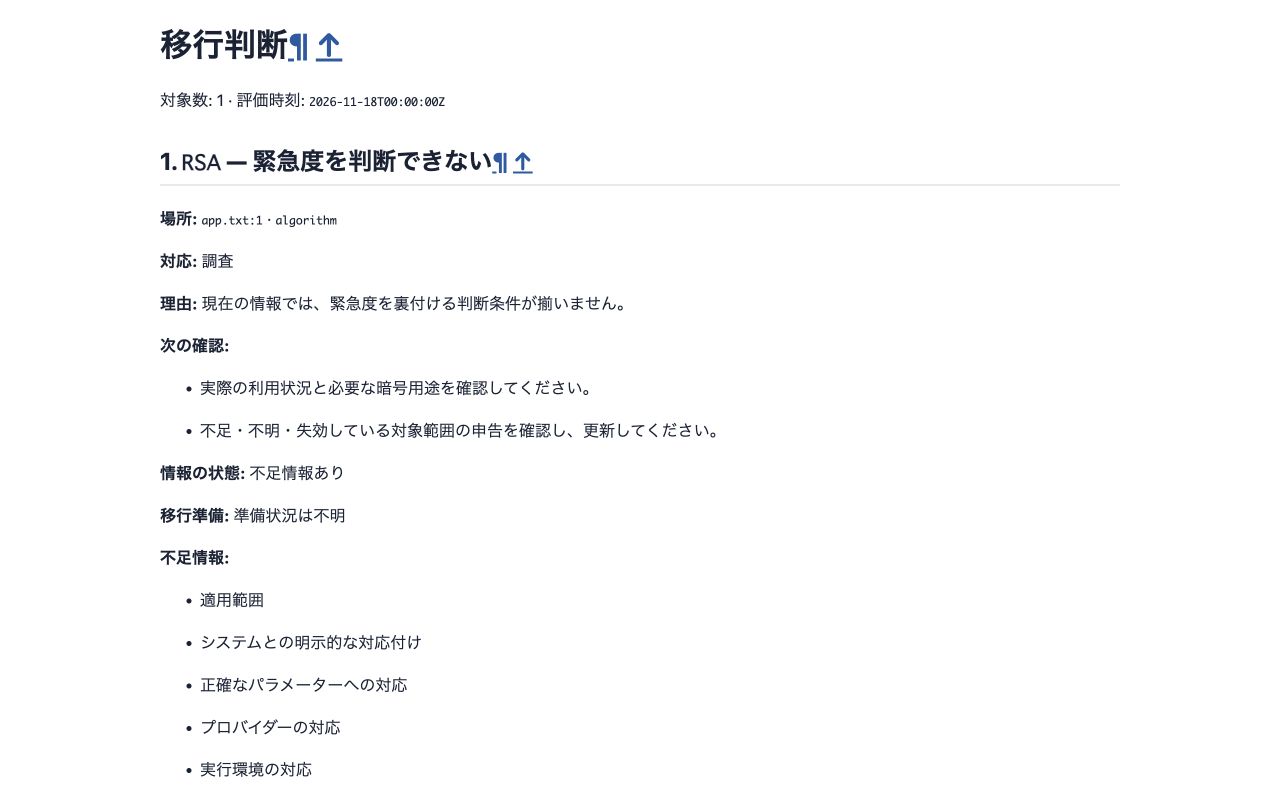 移行判断¶ ↑
対象数: 1 · 評価時刻: 2026-11-18T00:00:00Z
1. RSA — 緊急度を判断できない¶ ↑
場所: app.txt:1 · algorithm
対応: 調査
理由: 現在の情報では、緊急度を裏付ける判断条件が揃いません。
次の確認:
• 実際の利用状況と必要な暗号用途を確認してください。
• 不足・不明・失効している対象範囲の申告を確認し、更新してください。
情報の状態: 不足情報あり
移行準備: 準備状況は不明
不足情報:
• 適用範囲
• システムとの明示的な対応付け
• 正確なパラメーターへの対応
• プロバイダーの対応
• 実行環境の対応